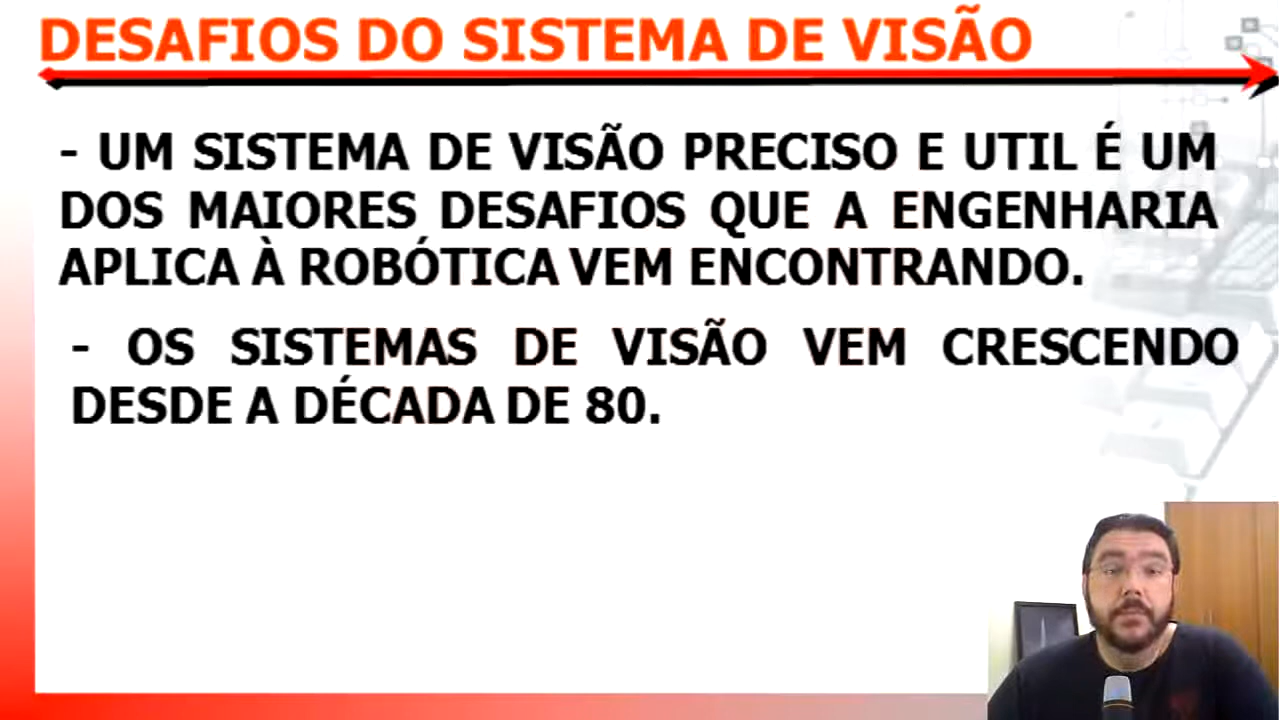 DESAFIOS DO SISTEMA DE VISÃO
- UM SISTEMA DE VISÃO PRECISO E UTIL É UM
DOS MAIORES DESAFIOS QUE A ENGENHARIA
APLICA À ROBÓTICA VEM ENCONTRANDO.
- OS SISTEMAS DE VISÃO VEM CRESCENDO
DESDE A DÉCADA DE 80.